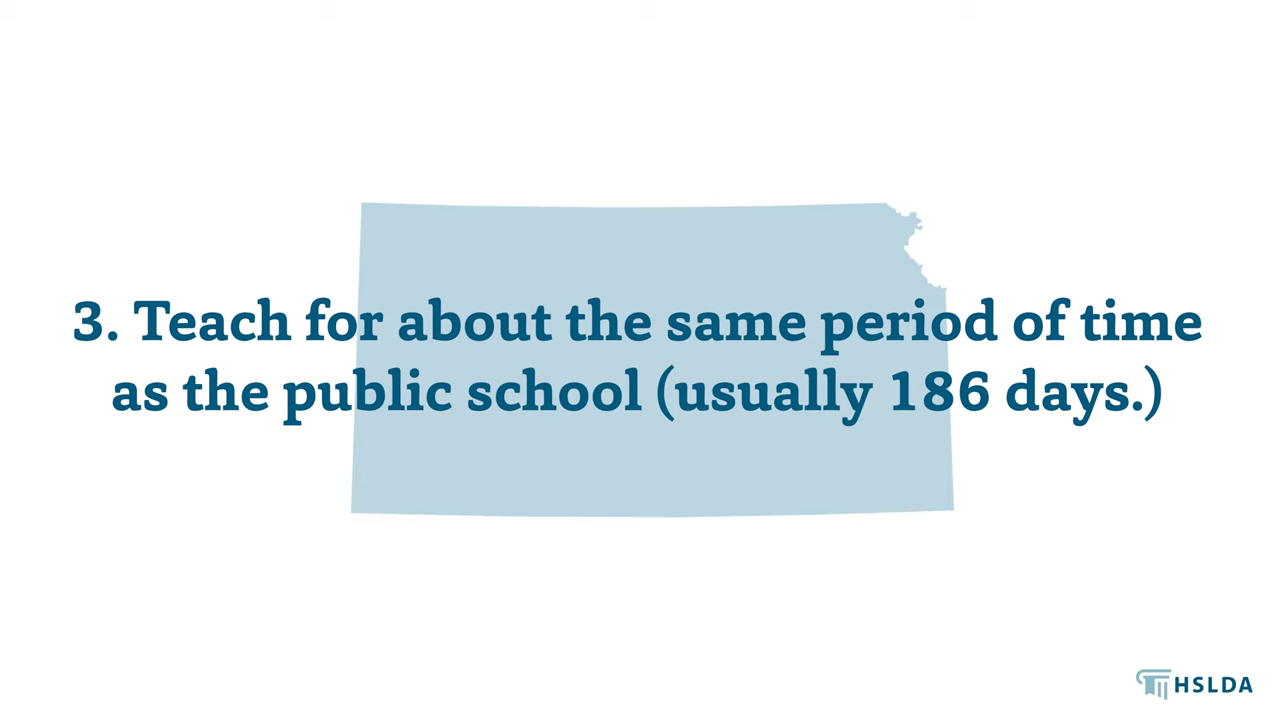 3. Teach for about the same period of time
as the public school (usually 186 days.)
HSLDA